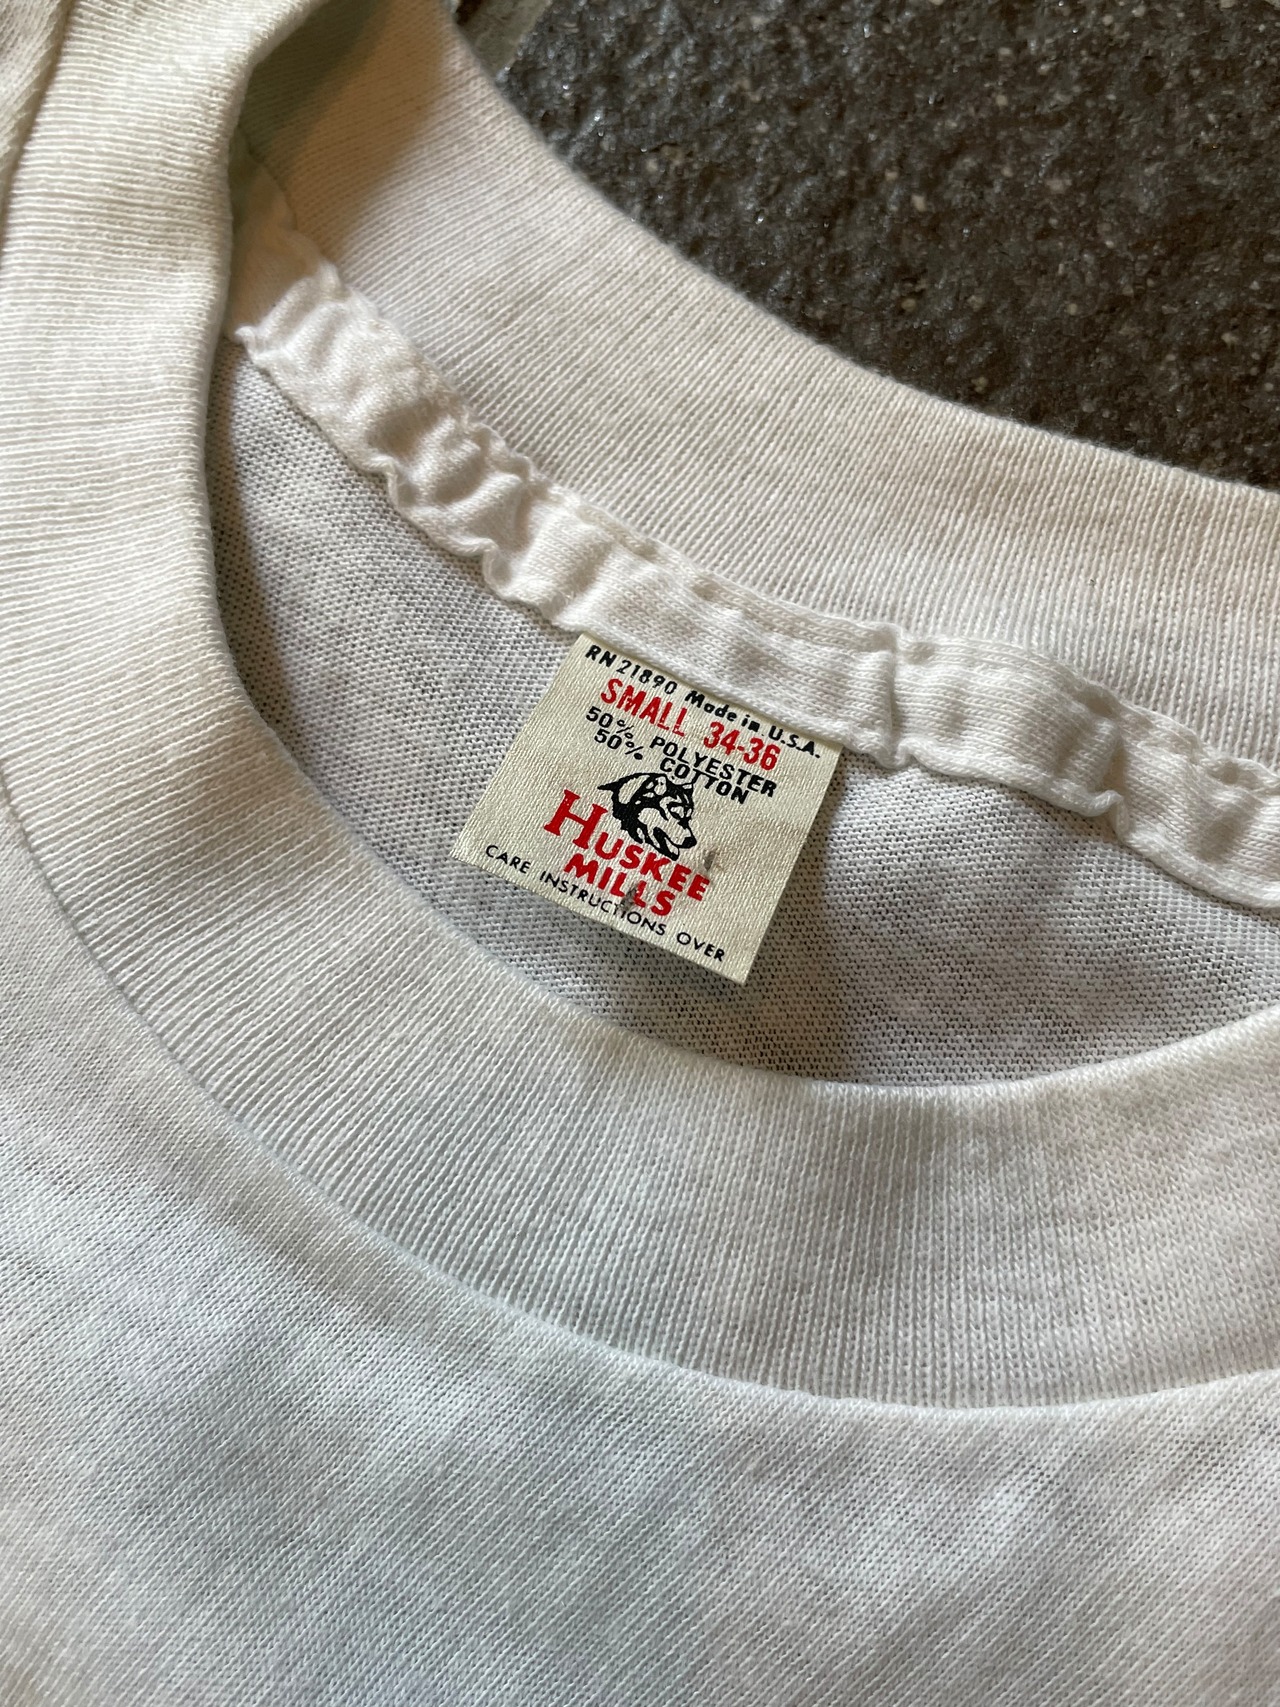 RN 21890 Made in U.S.A.
SMALL 34-36
50% POLYESTER
50% COTTON
HUSKEE
MILLS
CARE INSTRUCTIONS OVER